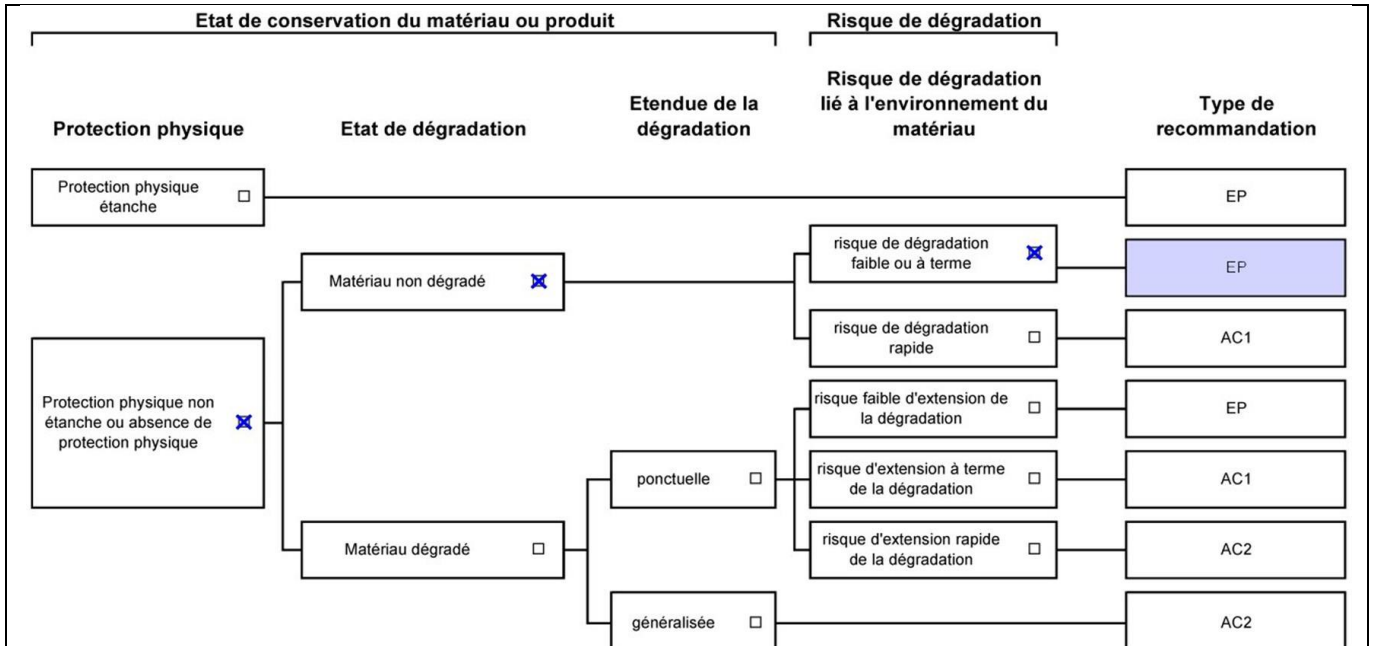 Etat de conservation du matériau ou produit
Risque de dégradation
Protection physique
Etat de dégradation
Etendue de la
dégradation
Risque de dégradation
lié à l'environnement du
matériau
Type de
recommandation
Protection physique
étanche
EP
Matériau non dégradé
risque de dégradation
faible ou à terme
EP
risque de dégradation
rapide
AC1
Protection physique non
étanche ou absence de
protection physique
risque faible d'extension de
la dégradation
EP
ponctuelle
risque d'extension à terme
de la dégradation
AC1
Matériau dégradé
risque d'extension rapide
de la dégradation
AC2
généralisée
AC2